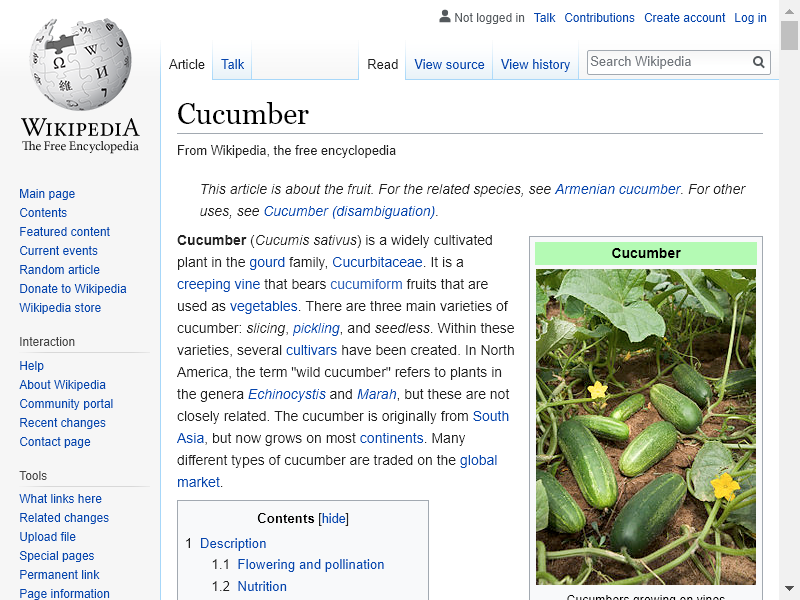 Not logged in Talk Contributions Create account Log in
Article Talk Read View source View history Search Wikipedia
WIKIPEDIA
The Free Encyclopedia
Main page
Contents
Featured content
Current events
Random article
Donate to Wikipedia
Wikipedia store
Interaction
Help
About Wikipedia
Community portal
Recent changes
Contact page
Tools
What links here
Related changes
Upload file
Special pages
Permanent link
Page information
Cucumber
From Wikipedia, the free encyclopedia
This article is about the fruit. For the related species, see Armenian cucumber. For other
uses, see Cucumber (disambiguation).
Cucumber (Cucumis sativus) is a widely cultivated
plant in the gourd family, Cucurbitaceae. It is a
creeping vine that bears cucumiform fruits that are
used as vegetables. There are three main varieties of
cucumber: slicing, pickling, and seedless. Within these
varieties, several cultivars have been created. In North
America, the term "wild cucumber" refers to plants in
the genera Echinocystis and Marah, but these are not
closely related. The cucumber is originally from South
Asia, but now grows on most continents. Many
different types of cucumber are traded on the global
market.
Contents [hide]
1 Description
1.1 Flowering and pollination
1.2 Nutrition
Cucumber
Cucumbers growing on vines